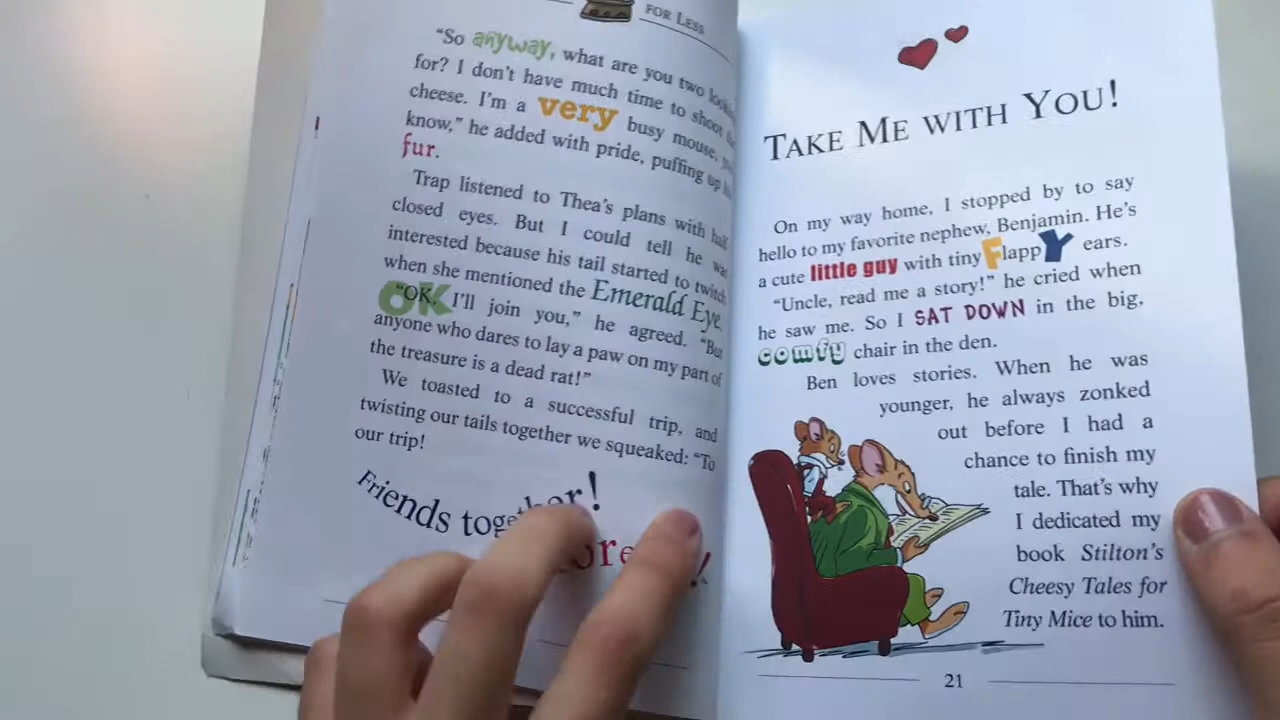 FOR LESS
"So anyway, what are you two
for? I don't have much time to shoot
cheese. I'm a very busy mouse,
know," he added with pride, puffing up
fur.
Trap listened to Thea's plans with half
closed eyes. But I could tell he was
interested because his tail started to twitch
when she mentioned the Emerald Eye.
"OK, I'll join you," he agreed. "But
anyone who dares to lay a paw on my part of
the treasure is a dead rat!"
We toasted to a successful trip, and
twisting our tails together we squeaked: "To
our trip!
Friends
TAKE ME WITH YOU!
On my way home, I stopped by to say
hello to my favorite nephew, Benjamin. He's
a cute little guy with tiny FlappY ears.
"Uncle, read me a story!" he cried when
he saw me. So I SAT DOWN in the big,
comfy chair in the den.
Ben loves stories. When he was
younger, he always zonked
out before I had a
chance to finish my
tale. That's why
I dedicated my
book Stilton's
Cheesy Tales for
Tiny Mice to him.
21